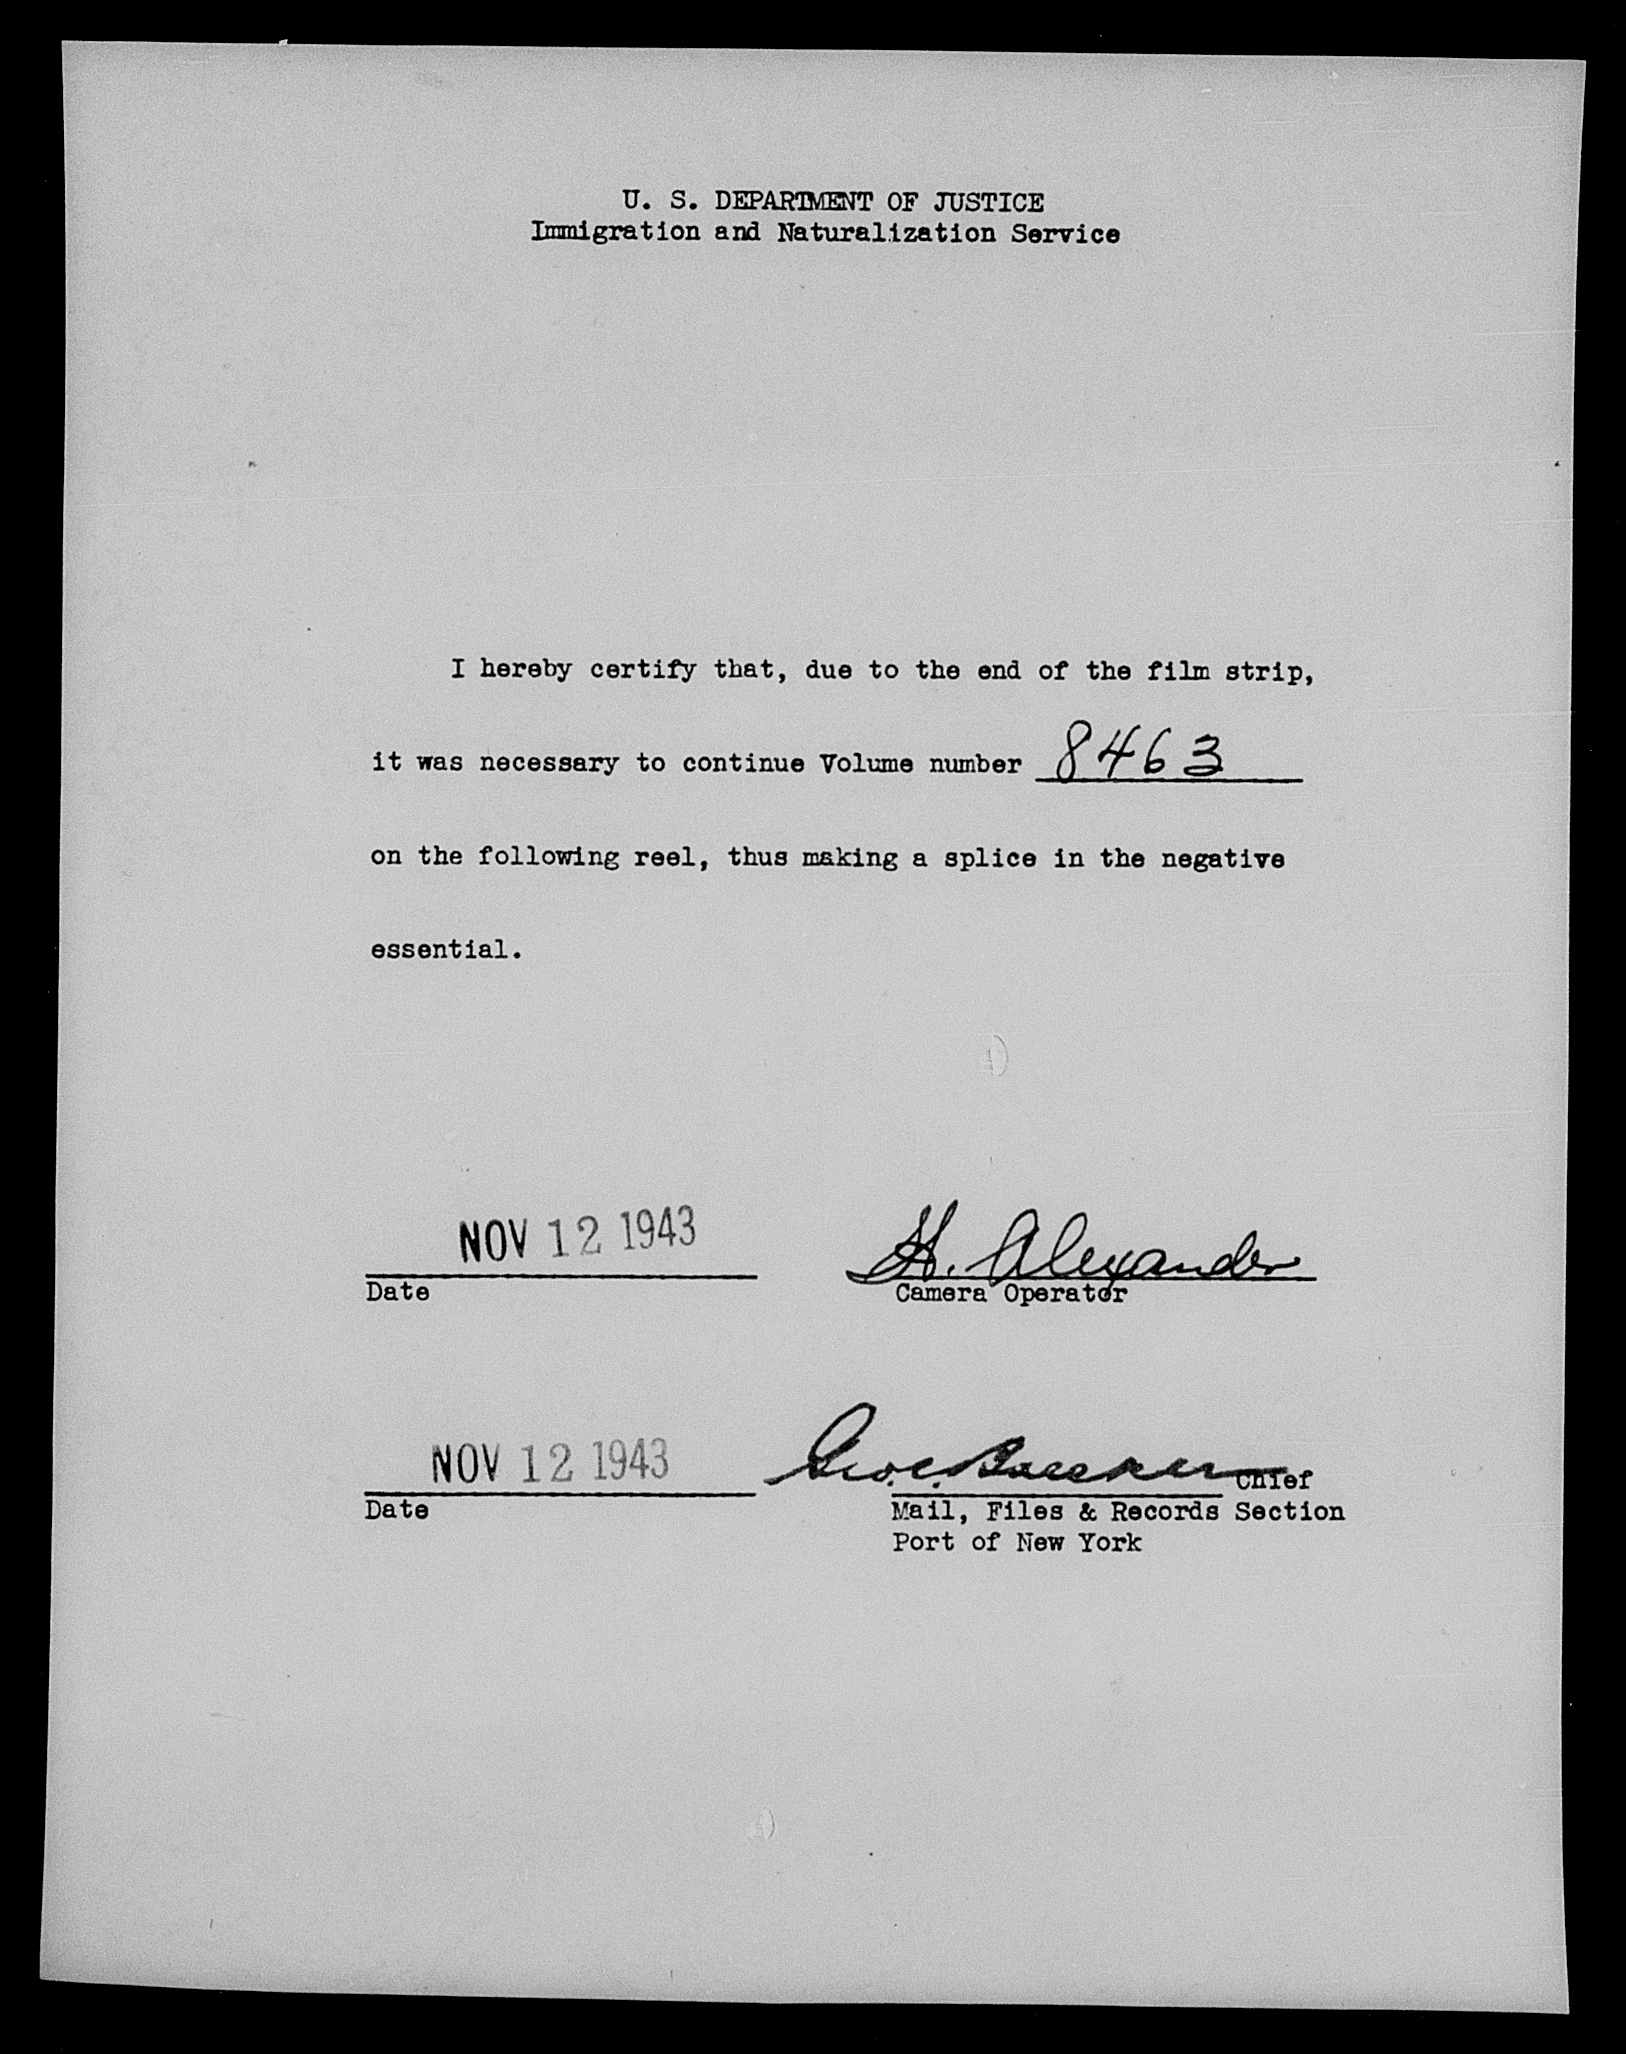 U. S. DEPARTMENT OF JUSTICE
Immigration and Naturalization Service
I hereby certify that, due to the end of the film strip,
it was necessary to continue Volume number 8463
on the following reel, thus making a splice in the negative
essential.
NOV 12 1943
H. Alexander
Date
Camera Operator
NOV 12 1943
Chief
Date
Mail, Files & Records Section
Port of New York